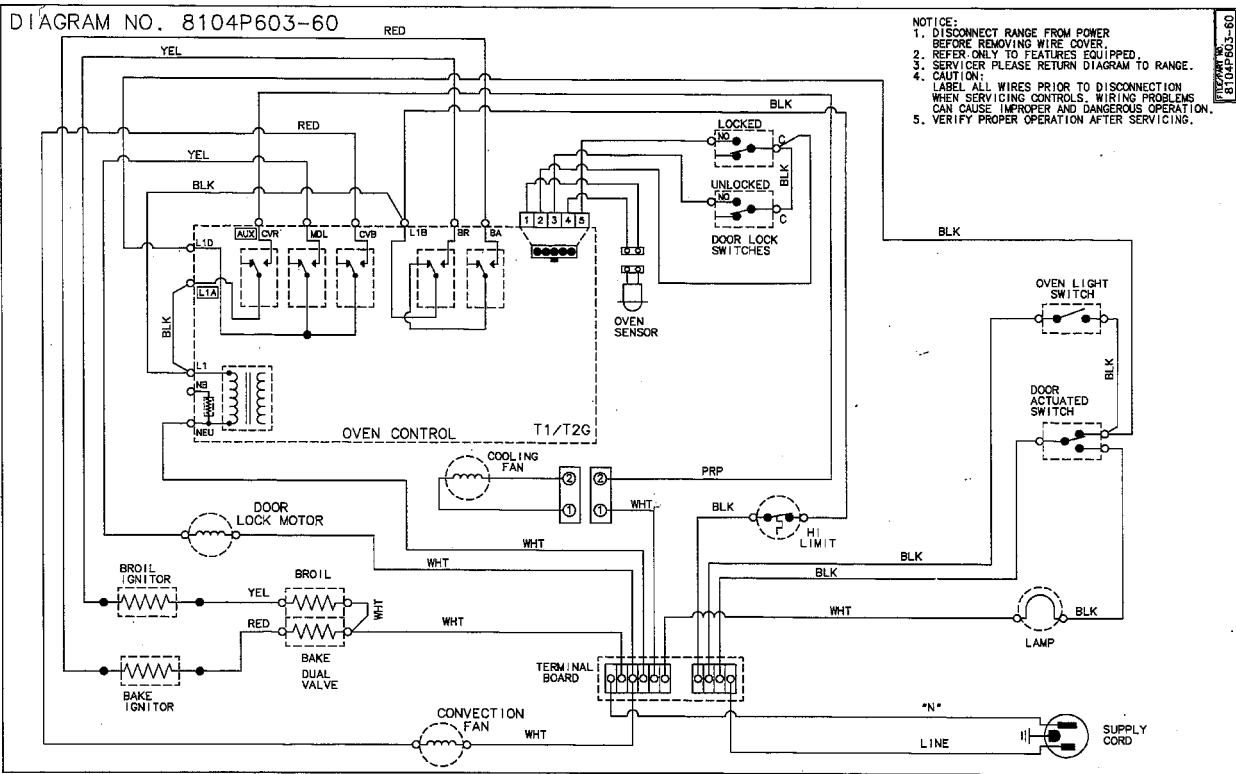 DIAGRAM NO. 8104P603-60
NOTICE:
1. DISCONNECT RANGE FROM POWER
BEFORE REMOVING WIRE COVER.
2. REFER ONLY TO FEATURES EQUIPPED.
3. SERVICER PLEASE RETURN DIAGRAM TO RANGE.
4. CAUTION:
LABEL ALL WIRES PRIOR TO DISCONNECTION
WHEN SERVICING CONTROLS. WIRING PROBLEMS
CAN CAUSE IMPROPER AND DANGEROUS OPERATION.
5. VERIFY PROPER OPERATION AFTER SERVICING.
8104P603-60
RED
YEL
BLK
RED
YEL
BLK
LOCKED
NO
C
BLK
UNLOCKED
NO
C
DOOR LOCK
SWITCHES
L1D
AUX
CVR
MDL
CVB
L1B
BR
BA
1 2 3 4 5
L1A
BLK
L1
NB
NEU
OVEN CONTROL
T1/T2G
OVEN
SENSOR
BLK
OVEN LIGHT
SWITCH
BLK
DOOR
ACTUATED
SWITCH
COOLING
FAN
2
1
2
1
PRP
WHT
BLK
HI
LIMIT
DOOR
LOCK MOTOR
WHT
WHT
BLK
BLK
BROIL
IGNITOR
YEL
BROIL
WHT
RED
BAKE
DUAL
VALVE
WHT
WHT
LAMP
BLK
BAKE
IGNITOR
TERMINAL
BOARD
CONVECTION
FAN
WHT
"N"
LINE
SUPPLY
CORD